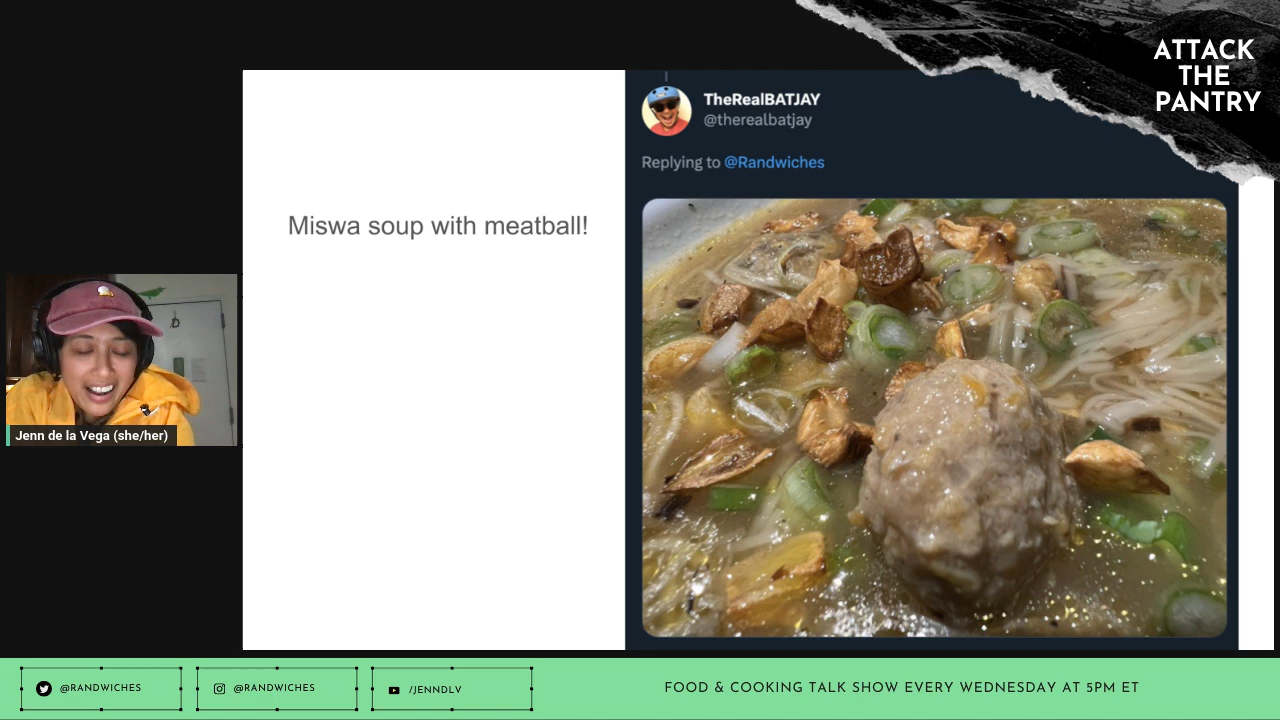 ATTACK
THE
PANTRY
TheRealBATJAY
@therealbatjay
Replying to @Randwiches
Miswa soup with meatball!
Jenn de la Vega (she/her)
@RANDWICHES
@RANDWICHES
/JENNDLV
FOOD & COOKING TALK SHOW EVERY WEDNESDAY AT 5PM ET